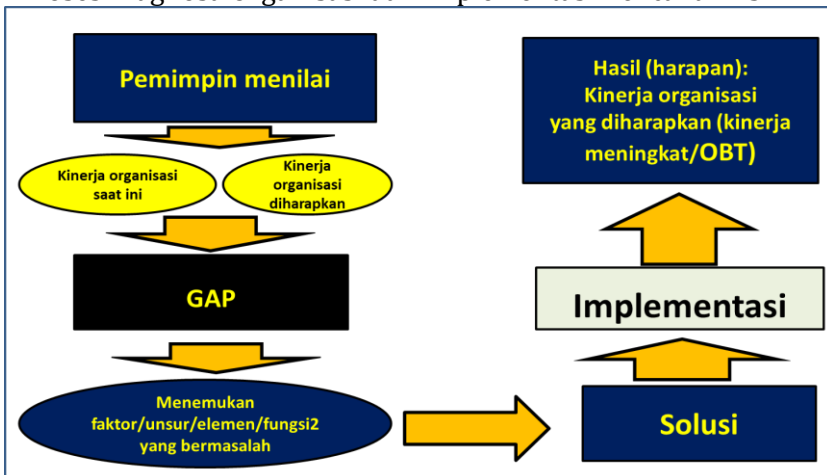 Pemimpin menilai
Kinerja organisasi
saat ini
Kinerja
organisasi
diharapkan
GAP
Menemukan
faktor/unsur/elemen/fungsi2
yang bermasalah
Hasil (harapan):
Kinerja organisasi
yang diharapkan (kinerja
meningkat/OBT)
Implementasi
Solusi